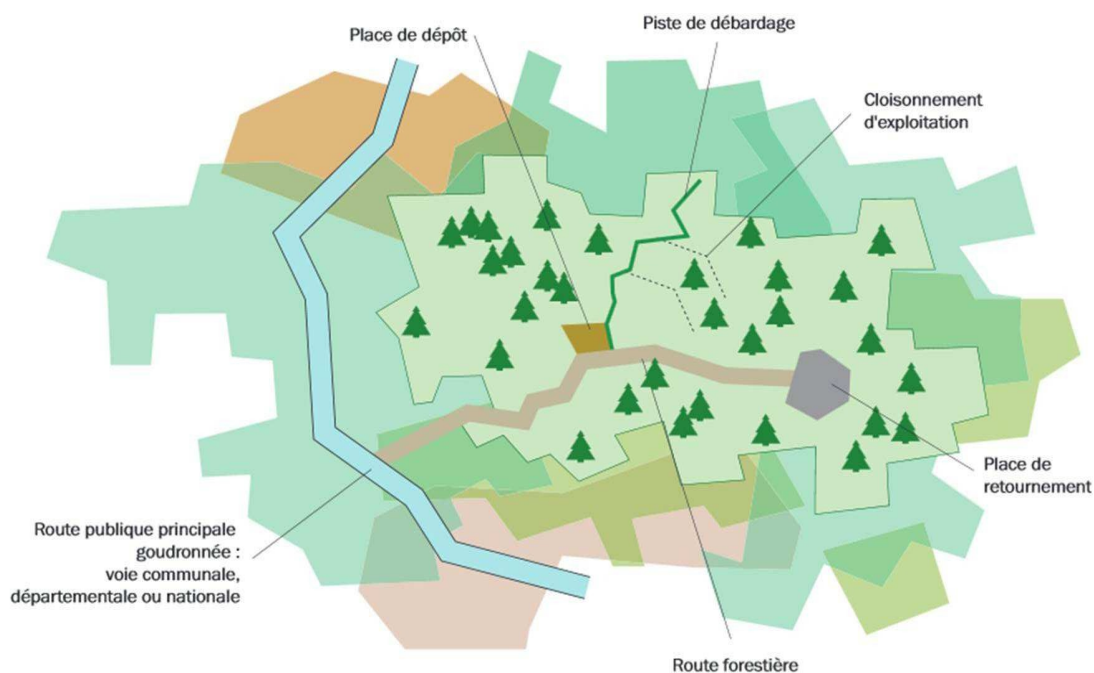 Piste de débardage
Place de dépôt
Cloisonnement
d'exploitation
Place de
retournement
Route publique principale
goudronnée :
voie communale,
départementale ou nationale
Route forestière